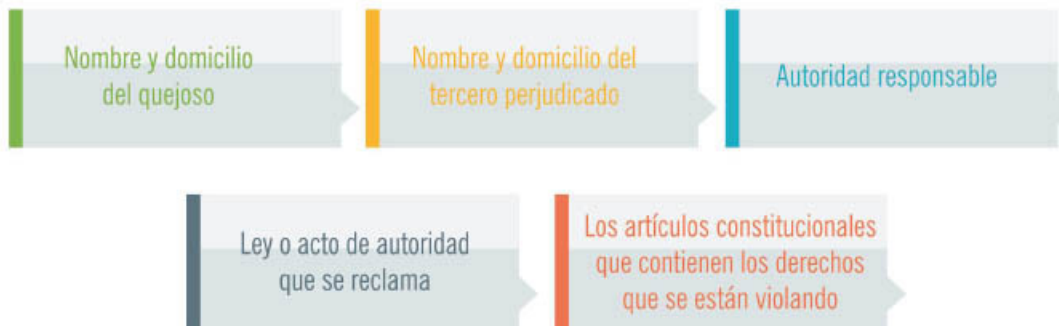 Nombre y domicilio
del quejoso
Nombre y domicilio del
tercero perjudicado
Autoridad responsable
Ley o acto de autoridad
que se reclama
Los artículos constitucionales
que contienen los derechos
que se están violando